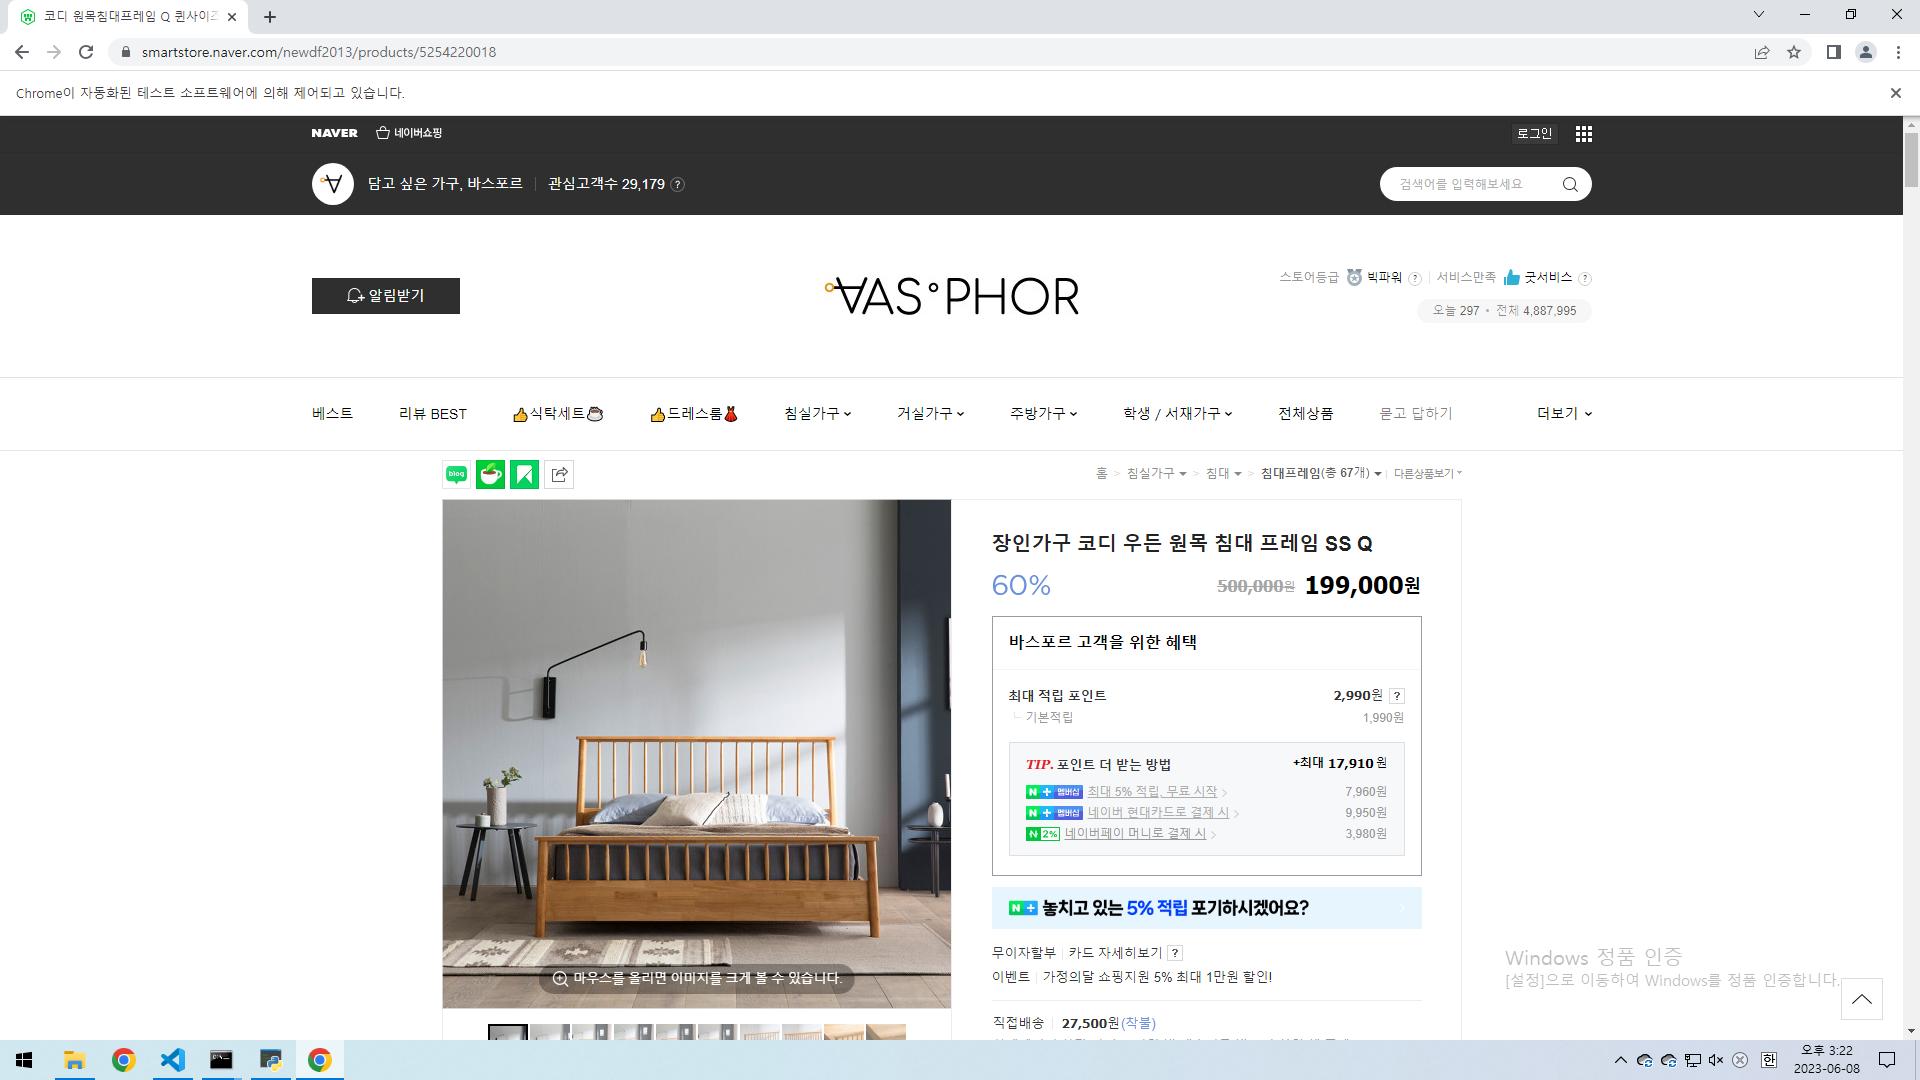 코디 원목침대프레임 Q 퀸사이즈
smartstore.naver.com/newdf2013/products/5254220018
Chrome이 자동화된 테스트 소프트웨어에 의해 제어되고 있습니다.
NAVER 네이버쇼핑
로그인
담고 싶은 가구, 바스포르 관심고객수 29,179 ?
검색어를 입력해보세요
알림받기
VAS°PHOR
스토어등급 빅파워 ? 서비스만족 굿서비스 ?
오늘 297 • 전체 4,887,995
베스트 리뷰 BEST 👍식탁세트☕ 👍드레스룸👗 침실가구 거실가구 주방가구 학생 / 서재가구 전체상품 묻고 답하기 더보기
blog
홈 > 침실가구 > 침대 > 침대프레임(총 67개) 다른상품보기
장인가구 코디 우든 원목 침대 프레임 SS Q
60% 500,000원 199,000원
바스포르 고객을 위한 혜택
최대 적립 포인트 2,990원 ?
기본적립 1,990원
TIP. 포인트 더 받는 방법 +최대 17,910 원
N + 멤버십 최대 5% 적립, 무료 시작 > 7,960원
N + 멤버십 네이버 현대카드로 결제 시 > 9,950원
N 2% 네이버페이 머니로 결제 시 > 3,980원
N + 놓치고 있는 5% 적립 포기하시겠어요?
무이자할부 카드 자세히보기 ?
이벤트 가정의달 쇼핑지원 5% 최대 1만원 할인!
마우스를 올리면 이미지를 크게 볼 수 있습니다.
직접배송 27,500원(착불)
Windows 정품 인증
[설정]으로 이동하여 Windows를 정품 인증합니다.
한
오후 3:22
2023-06-08